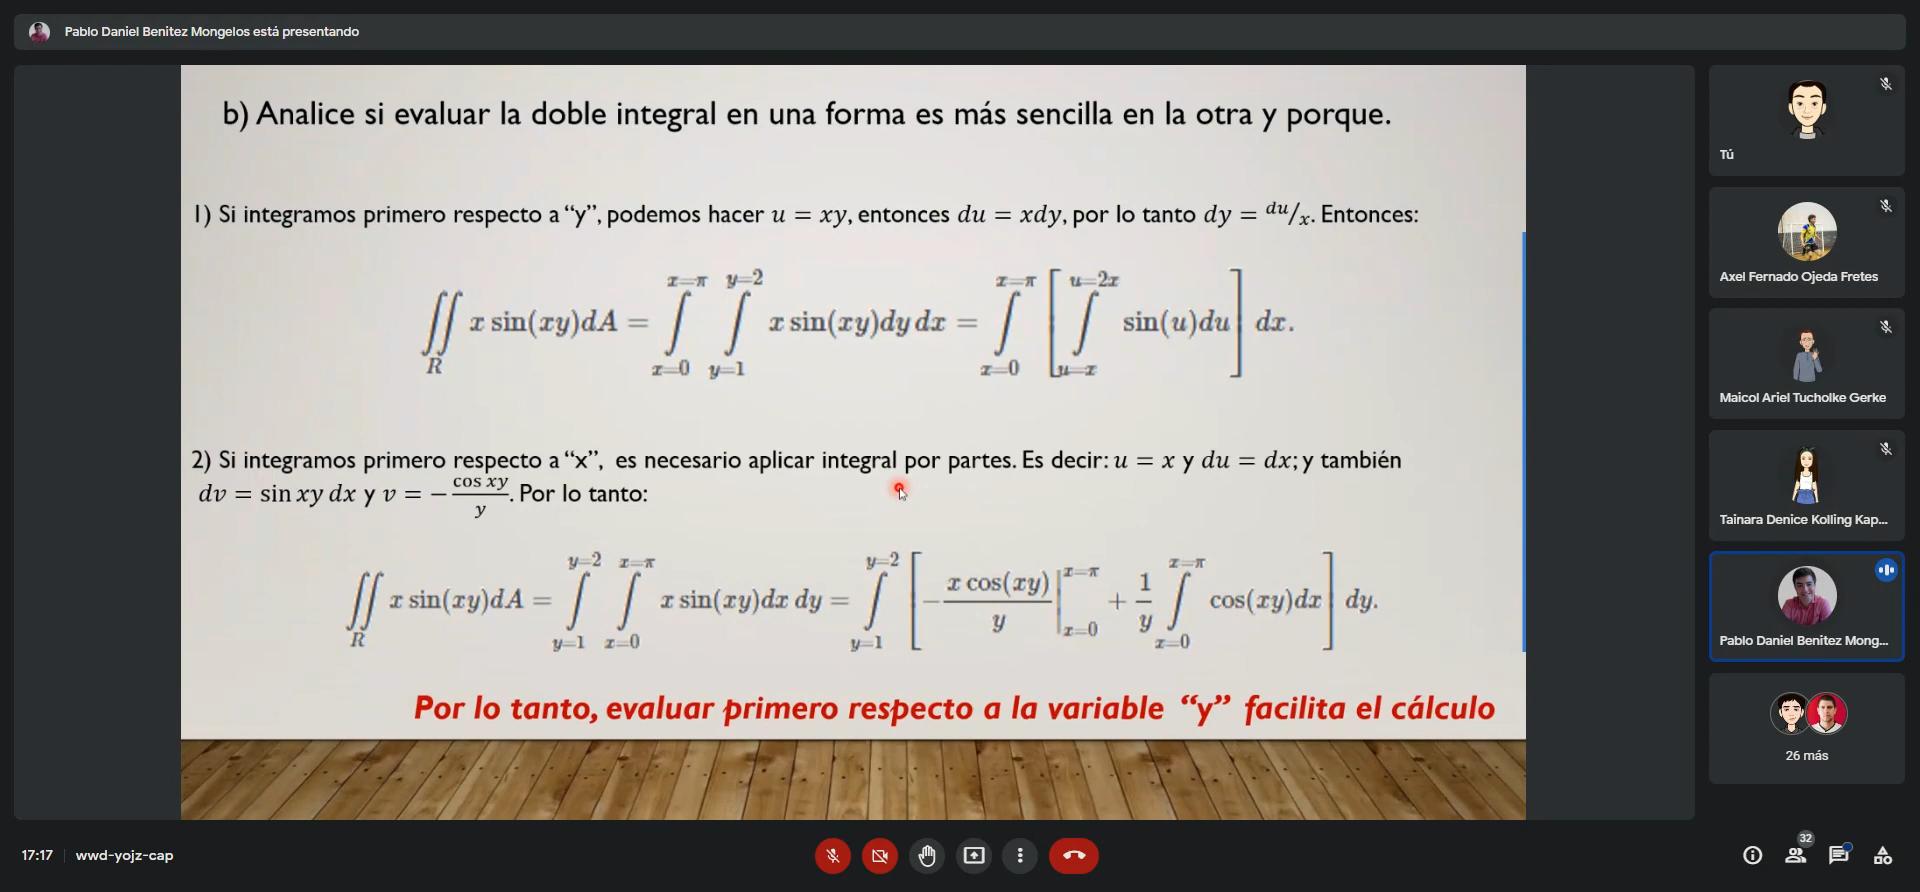 Pablo Daniel Benitez Mongelos está presentando
b) Analice si evaluar la doble integral en una forma es más sencilla en la otra y porque.
1) Si integramos primero respecto a “y”, podemos hacer u = xy, entonces du = xdy, por lo tanto dy = du/x. Entonces:
∬_R x sin(xy)dA = ∫_{x=0}^{x=π} ∫_{y=1}^{y=2} x sin(xy)dy dx = ∫_{x=0}^{x=π} [ ∫_{u=x}^{u=2x} sin(u)du ] dx.
2) Si integramos primero respecto a “x”, es necesario aplicar integral por partes. Es decir: u = x y du = dx; y también
dv = sin xy dx y v = − cos xy / y. Por lo tanto:
∬_R x sin(xy)dA = ∫_{y=1}^{y=2} ∫_{x=0}^{x=π} x sin(xy)dx dy = ∫_{y=1}^{y=2} [ − x cos(xy) / y |_{x=0}^{x=π} + 1/y ∫_{x=0}^{x=π} cos(xy)dx ] dy.
Por lo tanto, evaluar primero respecto a la variable “y” facilita el cálculo
Tú
Axel Fernado Ojeda Fretes
Maicol Ariel Tucholke Gerke
Tainara Denice Kolling Kap...
Pablo Daniel Benitez Mong...
26 más
17:17 | wwd-yojz-cap
32